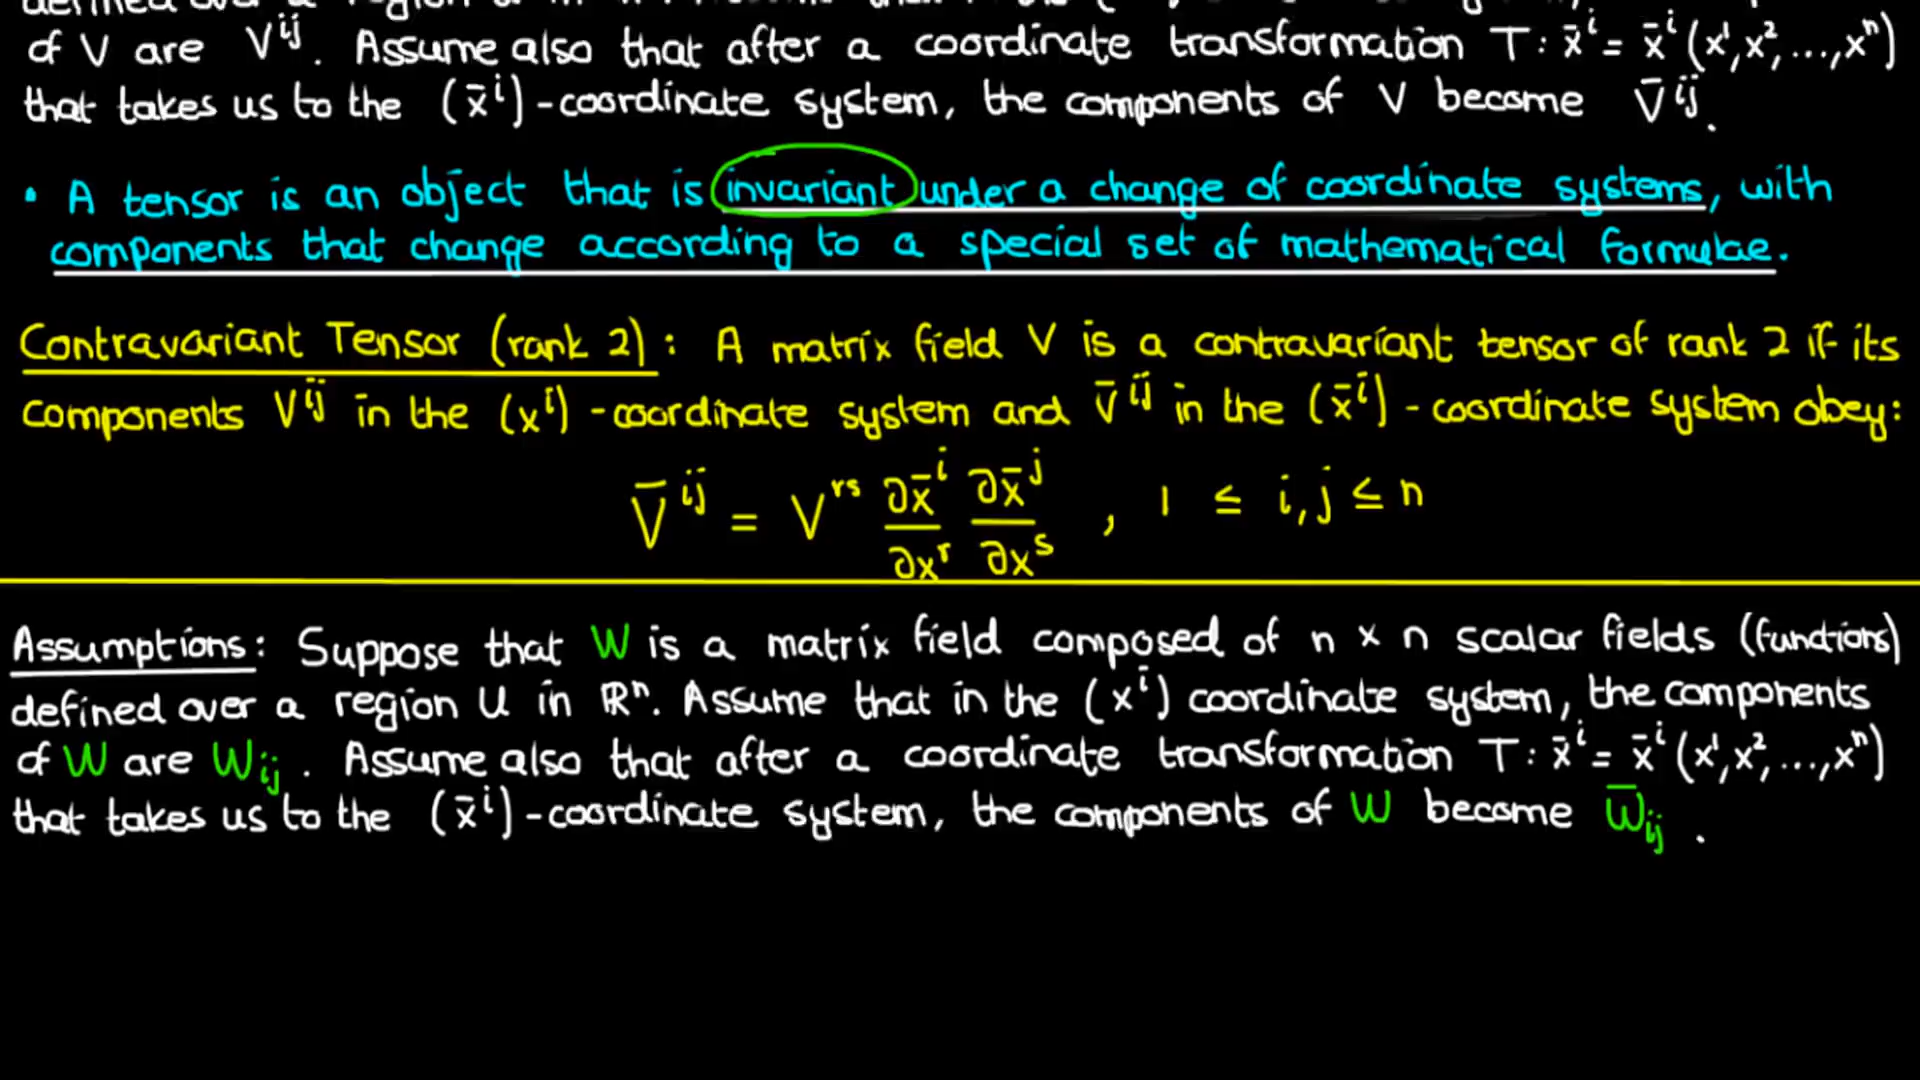 of V are V^ij. Assume also that after a coordinate transformation T: x̄^i = x̄^i (x^1, x^2, ..., x^n)
that takes us to the (x̄^i)-coordinate system, the components of V become V̄^ij.
• A tensor is an object that is invariant under a change of coordinate systems, with
components that change according to a special set of mathematical formulae.
Contravariant Tensor (rank 2): A matrix field V is a contravariant tensor of rank 2 if its
components V^ij in the (x^i)-coordinate system and V̄^ij in the (x̄^i)-coordinate system obey:
V̄^ij = V^rs ∂x̄^i/∂x^r ∂x̄^j/∂x^s , 1 ≤ i,j ≤ n
Assumptions: Suppose that W is a matrix field composed of n × n scalar fields (functions)
defined over a region U in ℝ^n. Assume that in the (x^i) coordinate system, the components
of W are W_ij. Assume also that after a coordinate transformation T: x̄^i = x̄^i (x^1, x^2, ..., x^n)
that takes us to the (x̄^i)-coordinate system, the components of W become W̄_ij.